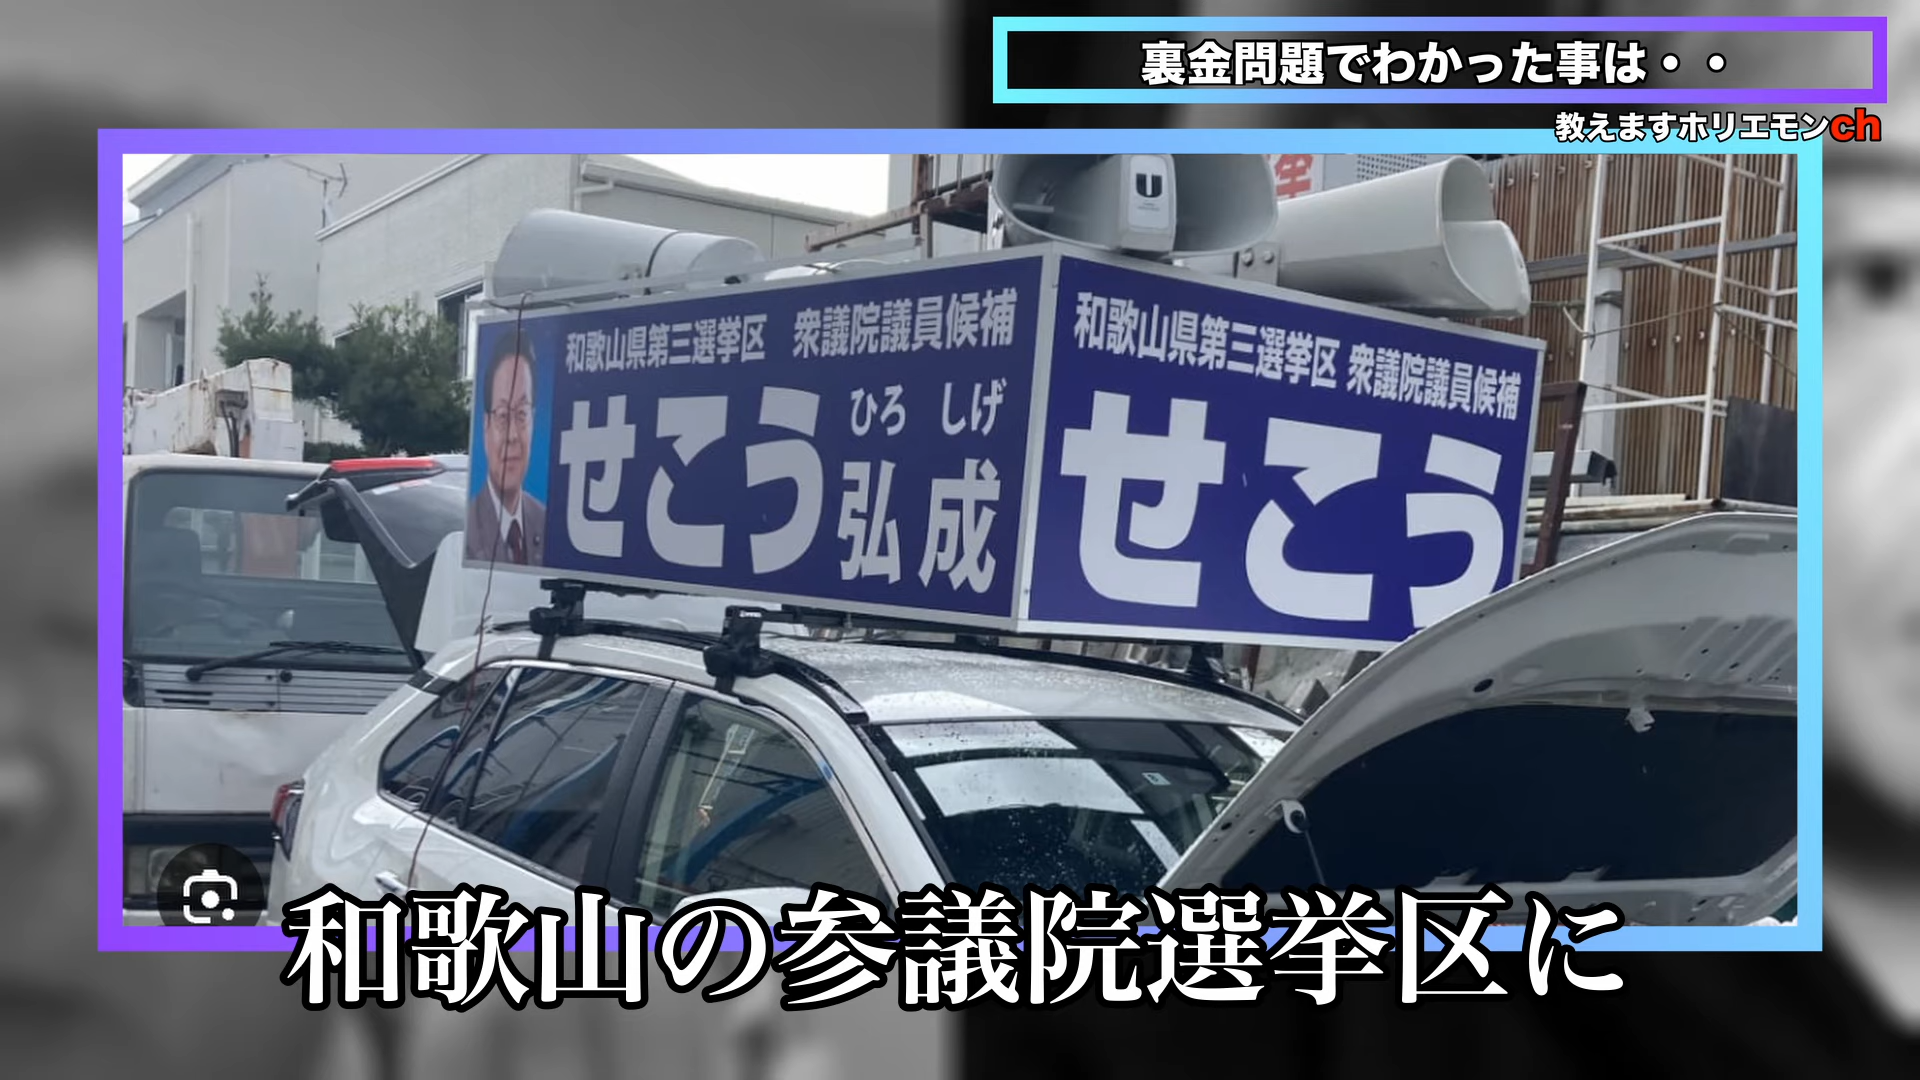 裏金問題でわかった事は・・
教えますホリエモンch
和歌山県第三選挙区 衆議院議員候補
せこう
ひろ しげ
弘成
和歌山県第三選挙区 衆議院議員候補
せこう
和歌山の参議院選挙区に